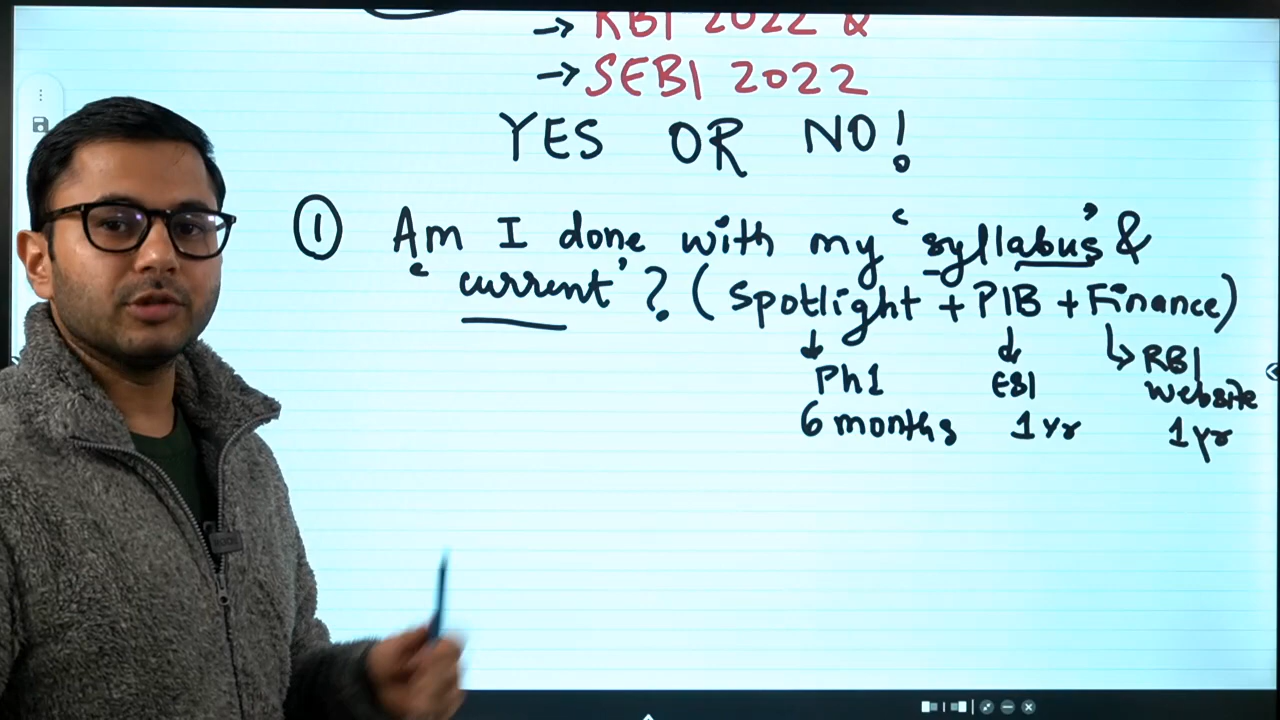 → RBI 2022 &
→ SEBI 2022
YES OR NO!
① Am I done with my 'syllabus' &
'current'? (Spotlight + PIB + Finance)
↓ ↓ ↳ RBI
Ph1 ESI website
6 months 1 yr 1 yr